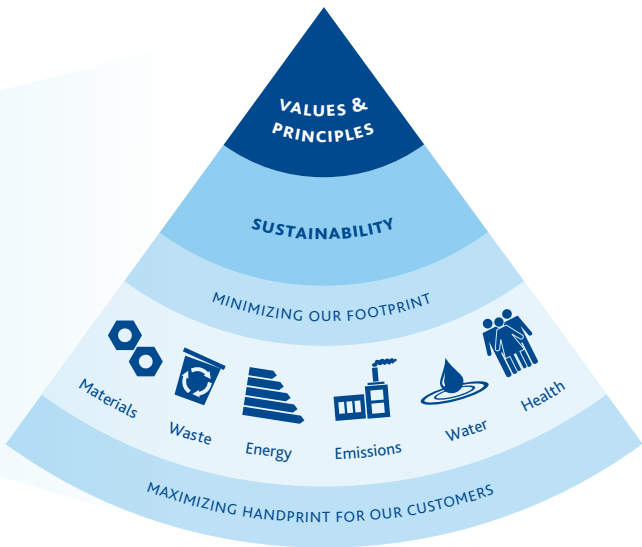 VALUES &
PRINCIPLES
SUSTAINABILITY
MINIMIZING OUR FOOTPRINT
Materials
Waste
Energy
Emissions
Water
Health
MAXIMIZING HANDPRINT FOR OUR CUSTOMERS